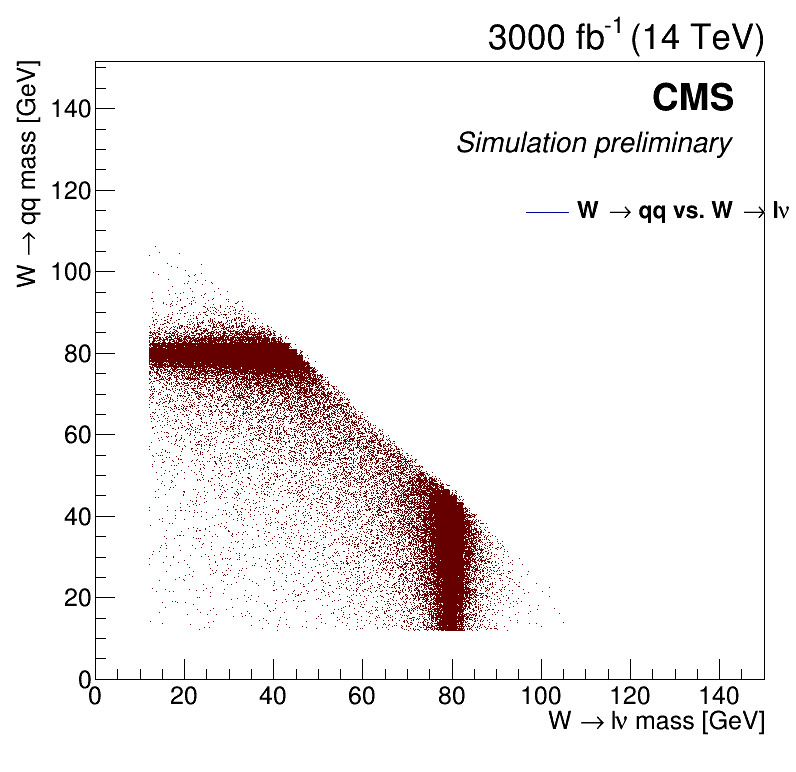 3000 fb⁻¹ (14 TeV)
CMS
Simulation preliminary
W → qq vs. W → lν
W → qq mass [GeV]
140
120
100
80
60
40
20
0
0 20 40 60 80 100 120 140
W → lν mass [GeV]